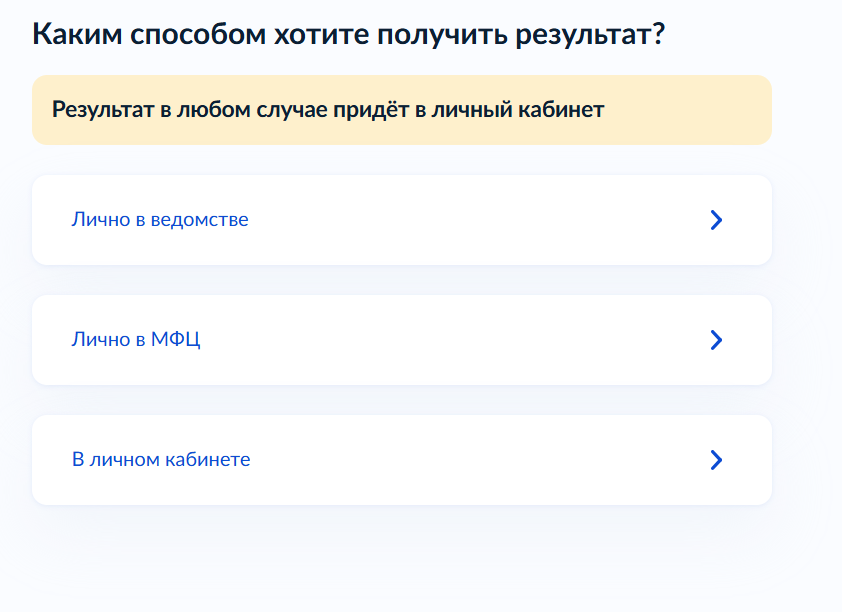 Каким способом хотите получить результат?
Результат в любом случае придёт в личный кабинет
Лично в ведомстве
Лично в МФЦ
В личном кабинете